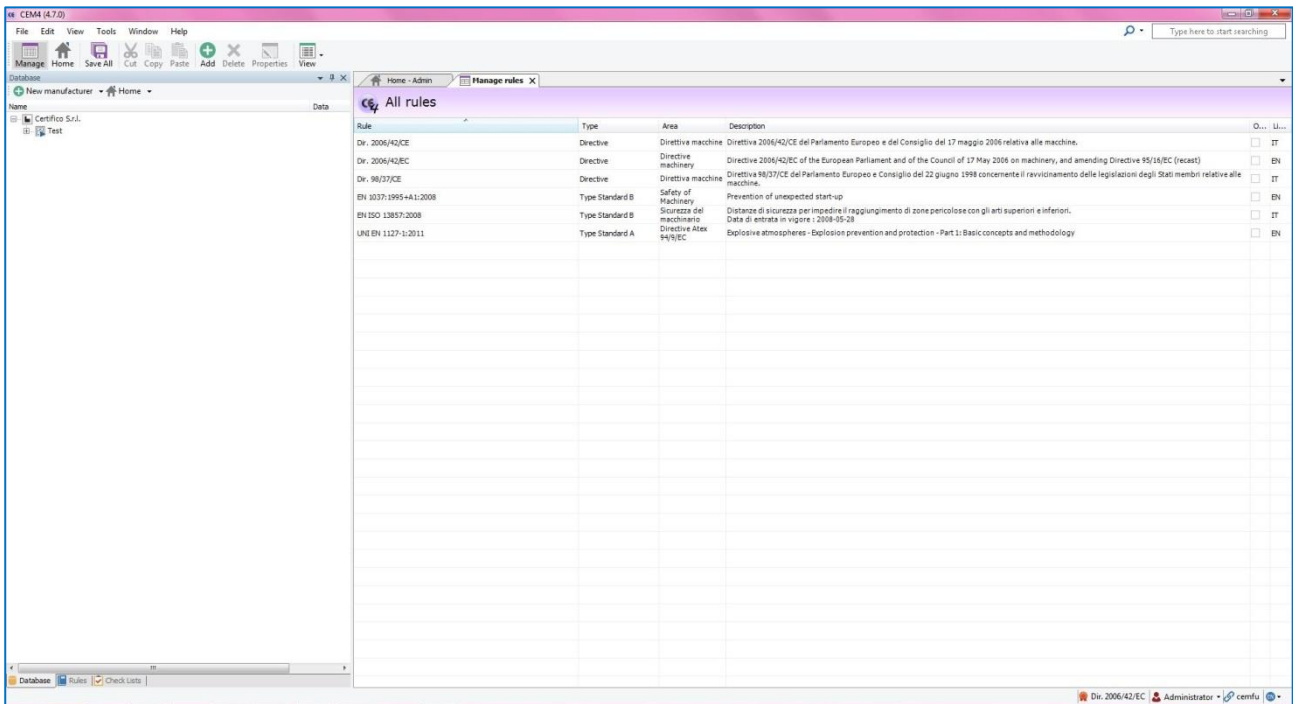 CEM4 (4.7.0)
File Edit View Tools Window Help
Type here to start searching
Manage Home Save All Cut Copy Paste Add Delete Properties View
Database
Home - Admin Manage rules X
New manufacturer Home
All rules
Name Data
Certifico S.r.l.
Test
Rule Type Area Description O... Li...
Dir. 2006/42/CE Directive Direttiva macchine Direttiva 2006/42/CE del Parlamento Europeo e del Consiglio del 17 maggio 2006 relativa alle macchine. IT
Dir. 2006/42/EC Directive Directive machinery Directive 2006/42/EC of the European Parliament and of the Council of 17 May 2006 on machinery, and amending Directive 95/16/EC (recast) EN
Dir. 98/37/CE Directive Direttiva macchine Direttiva 98/37/CE del Parlamento Europeo e Consiglio del 22 giugno 1998 concernente il ravvicinamento delle legislazioni degli Stati membri relative alle macchine. IT
EN 1037:1995+A1:2008 Type Standard B Safety of Machinery Prevention of unexpected start-up EN
EN ISO 13857:2008 Type Standard B Sicurezza del macchinario Distanze di sicurezza per impedire il raggiungimento di zone pericolose con gli arti superiori e inferiori.
Data di entrata in vigore : 2008-05-28 IT
UNI EN 1127-1:2011 Type Standard A Directive Atex 94/9/EC Explosive atmospheres - Explosion prevention and protection - Part 1: Basic concepts and methodology EN
Database Rules Check Lists
Dir. 2006/42/EC Administrator cemfu